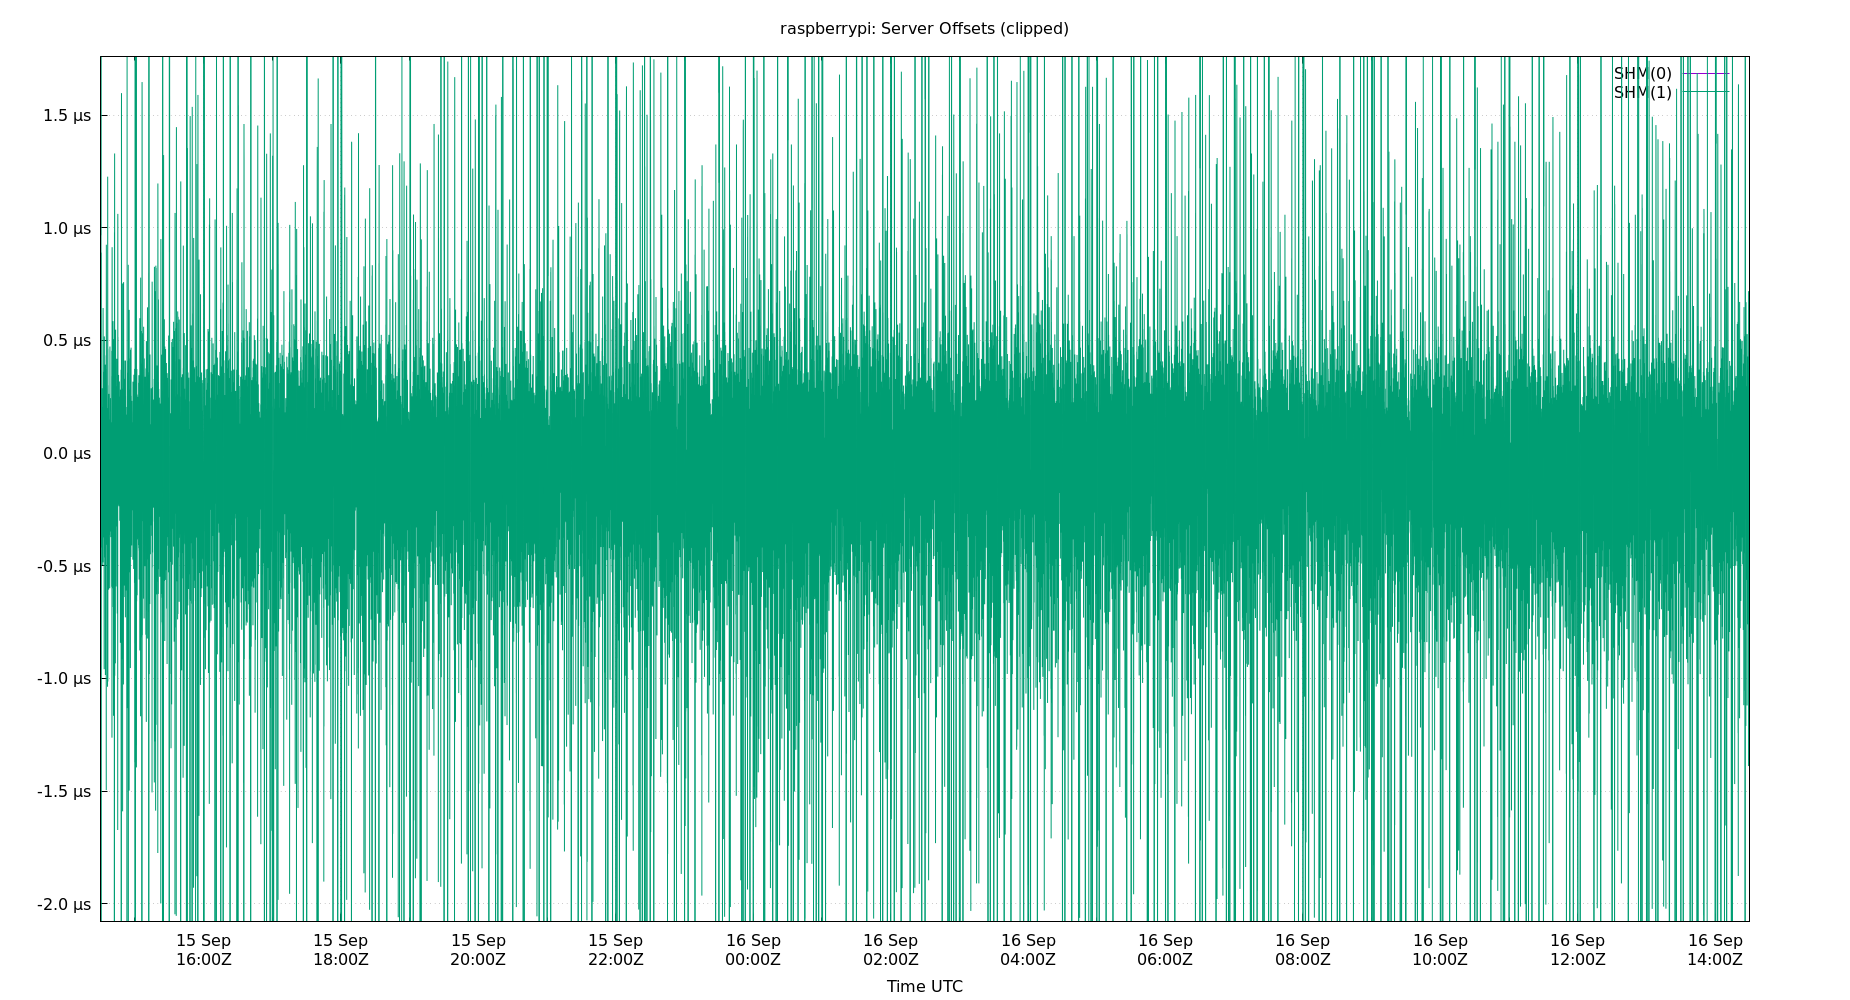 raspberrypi: Server Offsets (clipped)
SHM(0)
SHM(1)
1.5 µs
1.0 µs
0.5 µs
0.0 µs
-0.5 µs
-1.0 µs
-1.5 µs
-2.0 µs
15 Sep 15 Sep 15 Sep 15 Sep 16 Sep 16 Sep 16 Sep 16 Sep 16 Sep 16 Sep 16 Sep 16 Sep
16:00Z 18:00Z 20:00Z 22:00Z 00:00Z 02:00Z 04:00Z 06:00Z 08:00Z 10:00Z 12:00Z 14:00Z
Time UTC